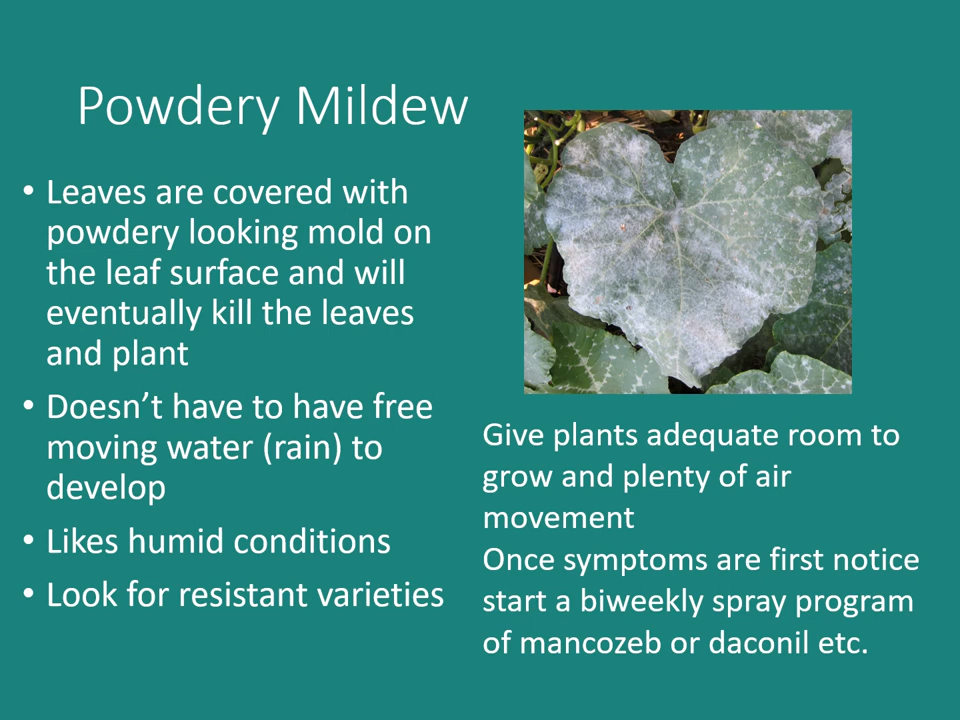 Powdery Mildew
• Leaves are covered with
powdery looking mold on
the leaf surface and will
eventually kill the leaves
and plant
• Doesn’t have to have free
moving water (rain) to
develop
• Likes humid conditions
• Look for resistant varieties
Give plants adequate room to
grow and plenty of air
movement
Once symptoms are first notice
start a biweekly spray program
of mancozeb or daconil etc.